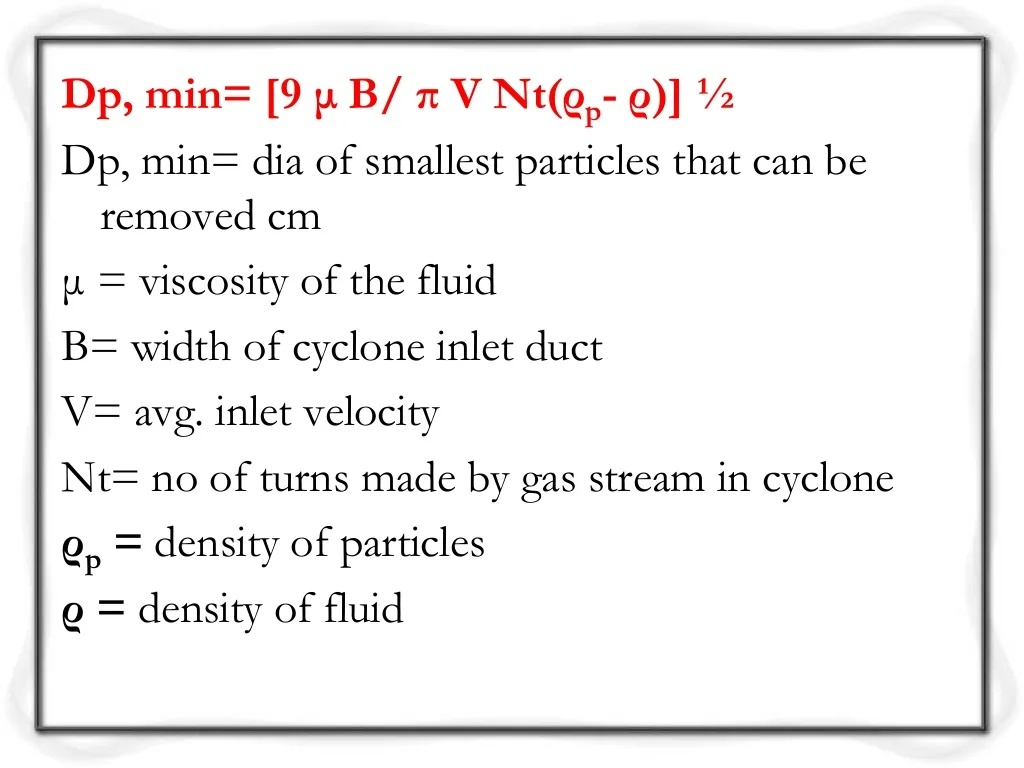 Dp, min= [9 μ B/ π V Nt(ϱp- ϱ)] ½
Dp, min= dia of smallest particles that can be
removed cm
μ = viscosity of the fluid
B= width of cyclone inlet duct
V= avg. inlet velocity
Nt= no of turns made by gas stream in cyclone
ϱp = density of particles
ϱ = density of fluid